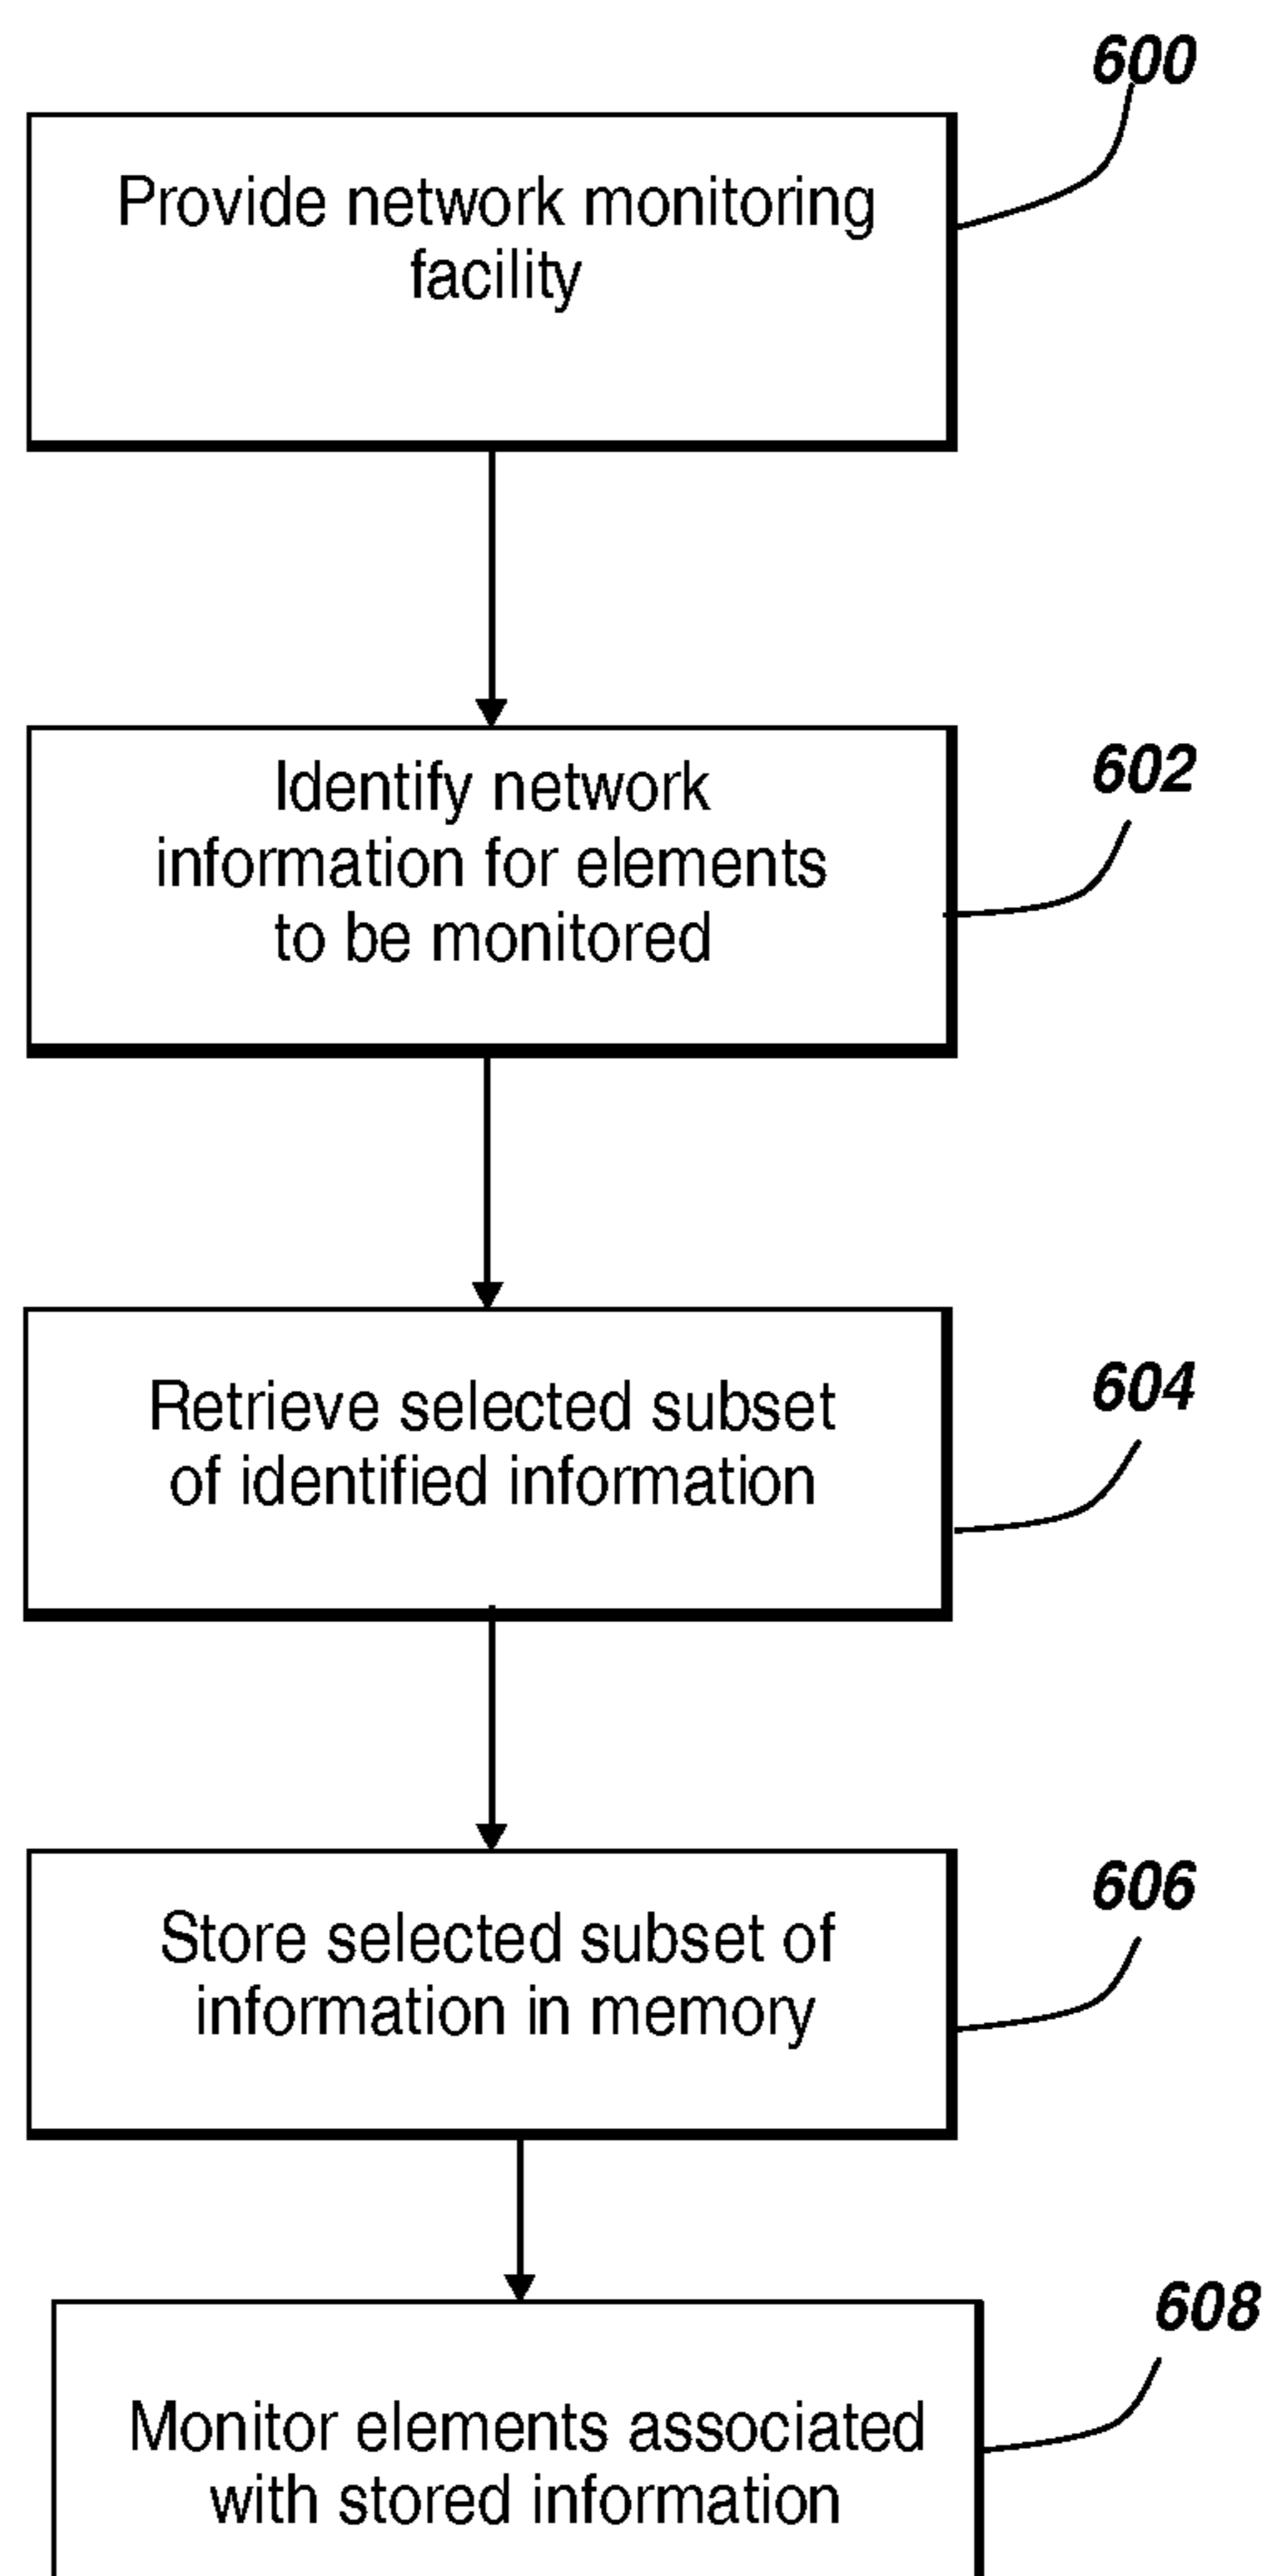 600
Provide network monitoring
facility
602
Identify network
information for elements
to be monitored
604
Retrieve selected subset
of identified information
606
Store selected subset of
information in memory
608
Monitor elements associated
with stored information